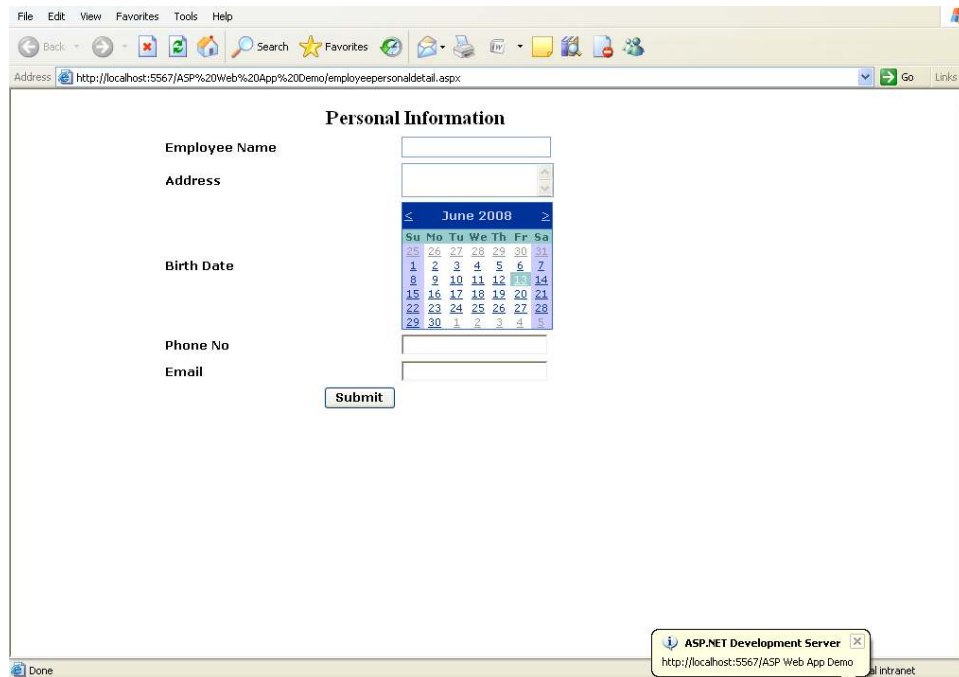 File Edit View Favorites Tools Help
Back Search Favorites
Address http://localhost:5567/ASP%20Web%20App%20Demo/employeepersonaldetail.aspx Go Links
Personal Information
Employee Name
Address
< June 2008 >
Su Mo Tu We Th Fr Sa
25 26 27 28 29 30 31
Birth Date
1 2 3 4 5 6 7
8 9 10 11 12 13 14
15 16 17 18 19 20 21
22 23 24 25 26 27 28
29 30 1 2 3 4 5
Phone No
Email
Submit
ASP.NET Development Server
http://localhost:5567/ASP Web App Demo
Done al intranet